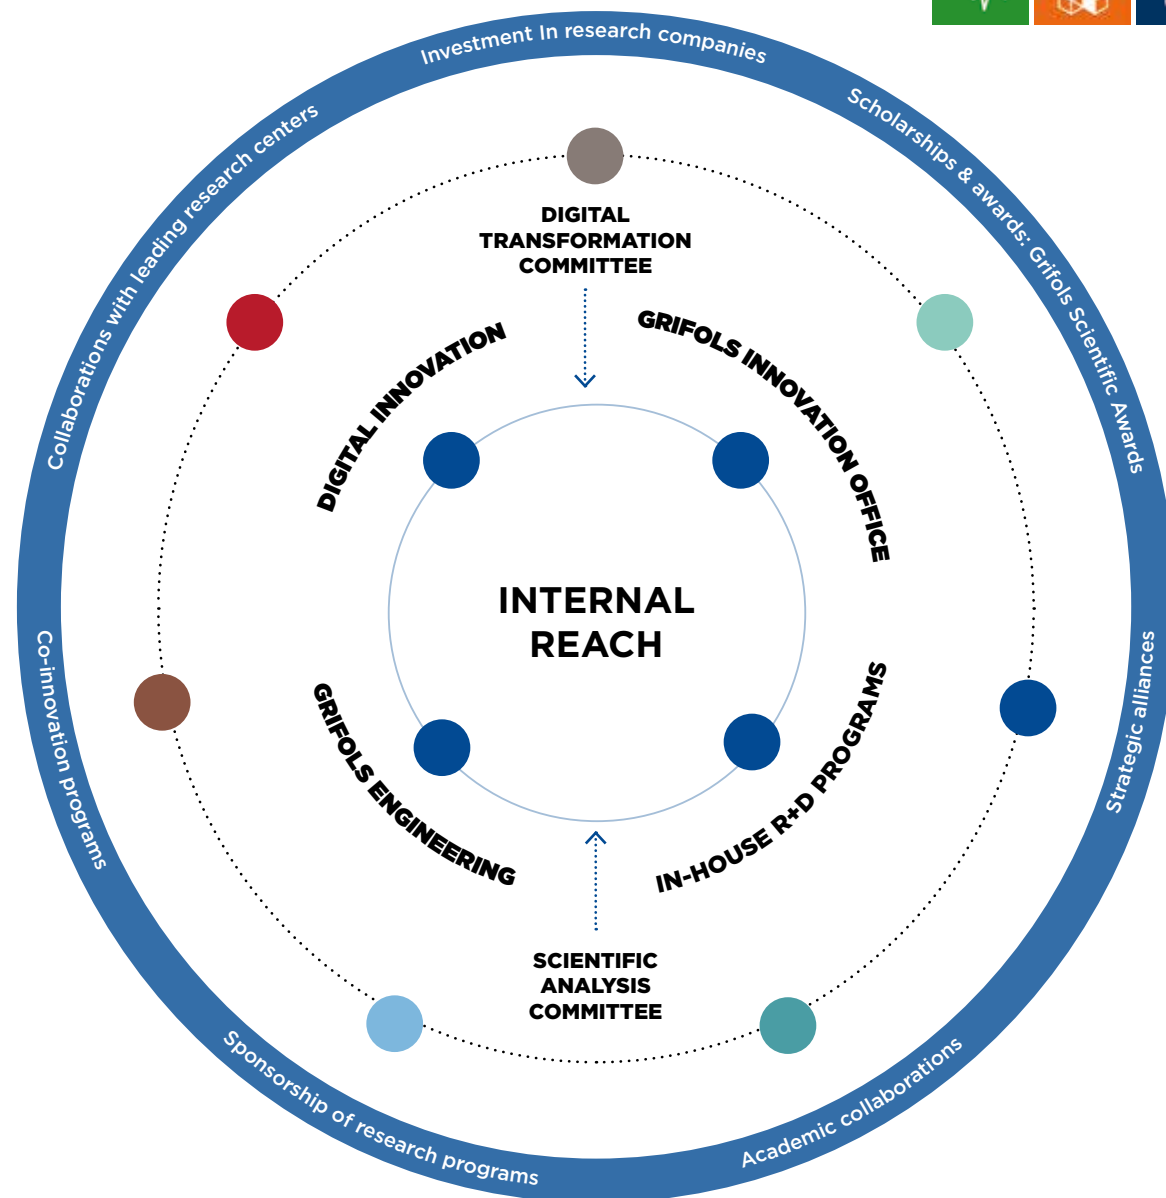 Investment In research companies
Scholarships & awards: Grifols Scientific Awards
Strategic alliances
Academic collaborations
Sponsorship of research programs
Co-innovation programs
Collaborations with leading research centers
DIGITAL
TRANSFORMATION
COMMITTEE
DIGITAL INNOVATION
GRIFOLS INNOVATION OFFICE
INTERNAL
REACH
GRIFOLS ENGINEERING
IN-HOUSE R+D PROGRAMS
SCIENTIFIC
ANALYSIS
COMMITTEE